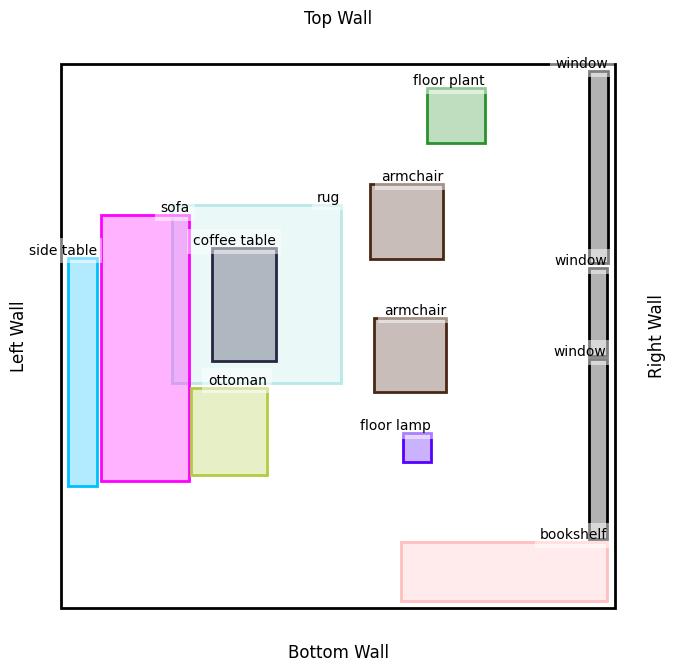 Top Wall
window
floor plant
armchair
rug
sofa
coffee table
side table
window
Left Wall
Right Wall
armchair
window
ottoman
floor lamp
bookshelf
Bottom Wall